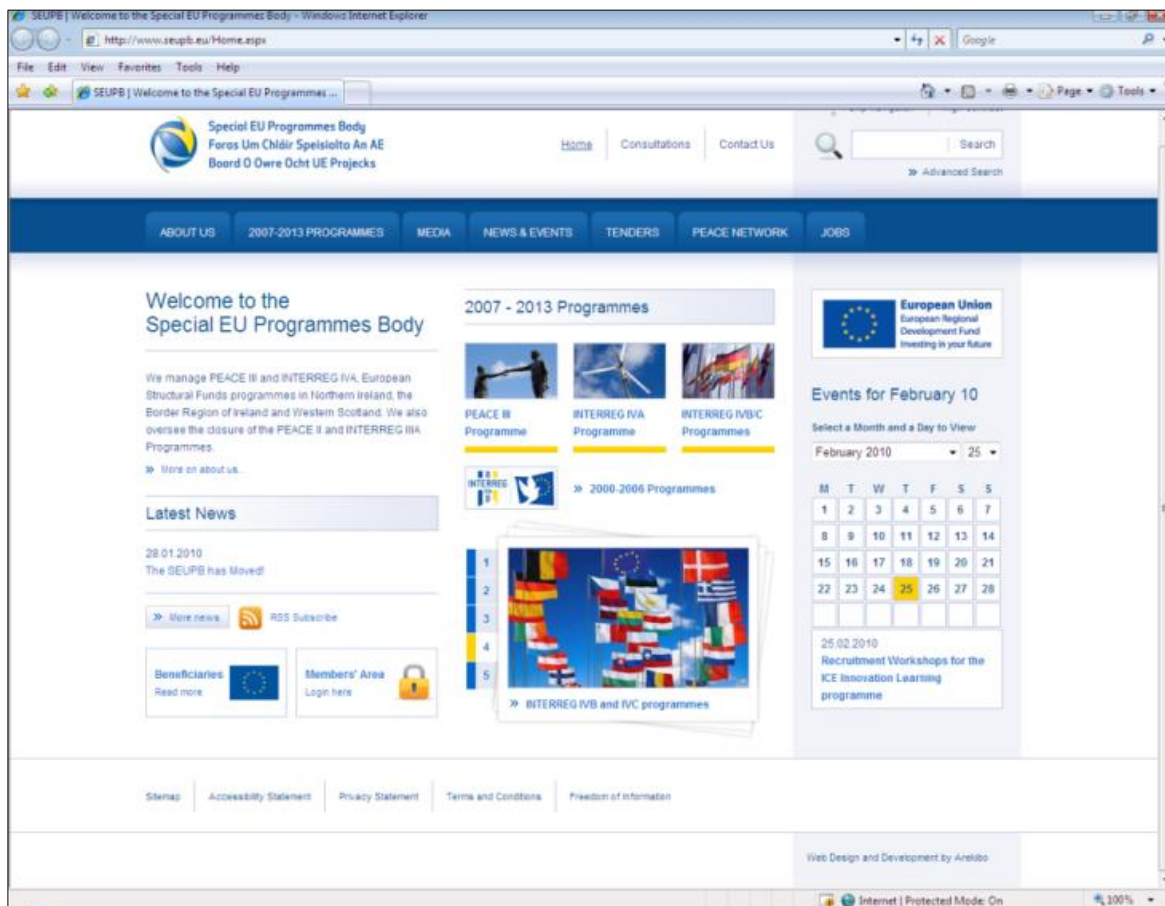 SEUPB | Welcome to the Special EU Programmes Body - Windows Internet Explorer
http://www.seupb.eu/Home.aspx
Google
File Edit View Favorites Tools Help
SEUPB | Welcome to the Special EU Programmes ...
Page Tools
Special EU Programmes Body
Foras Um Chláir Speisialta An AE
Boord O Owre Ocht UE Projecks
Home Consultations Contact Us
Search
Advanced Search
ABOUT US 2007-2013 PROGRAMMES MEDIA NEWS & EVENTS TENDERS PEACE NETWORK JOBS
Welcome to the
Special EU Programmes Body
We manage PEACE III and INTERREG IVA, European
Structural Funds programmes in Northern Ireland, the
Border Region of Ireland and Western Scotland. We also
oversee the closure of the PEACE II and INTERREG IIIA
Programmes.
More on about us...
Latest News
28.01.2010
The SEUPB has Moved!
More news RSS Subscribe
Beneficiaries
Read more
Members' Area
Login here
2007 - 2013 Programmes
PEACE III
Programme
INTERREG IVA
Programme
INTERREG IVB/C
Programmes
INTERREG
2000-2006 Programmes
1
2
3
4
5
INTERREG IVB and IVC programmes
European Union
European Regional
Development Fund
Investing in your future
Events for February 10
Select a Month and a Day to View
February 2010 25
M T W T F S S
1 2 3 4 5 6 7
8 9 10 11 12 13 14
15 16 17 18 19 20 21
22 23 24 25 26 27 28
25.02.2010
Recruitment Workshops for the
ICE Innovation Learning
programme
Sitemap Accessibility Statement Privacy Statement Terms and Conditions Freedom of Information
Web Design and Development by Arekibo
Internet | Protected Mode: On 100%